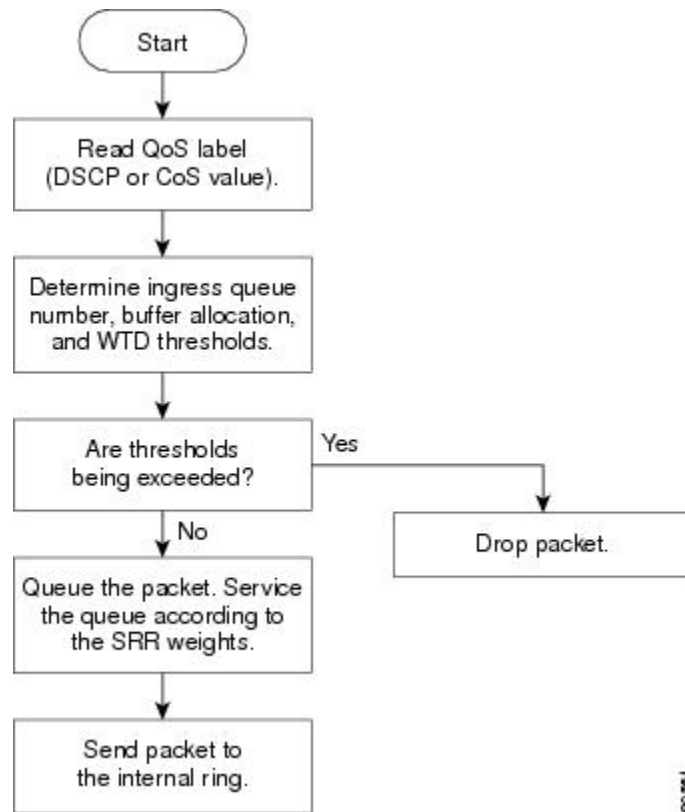 Start
Read QoS label
(DSCP or CoS value).
Determine ingress queue
number, buffer allocation,
and WTD thresholds.
Are thresholds
being exceeded?
Yes
Drop packet.
No
Queue the packet. Service
the queue according to
the SRR weights.
Send packet to
the internal ring.